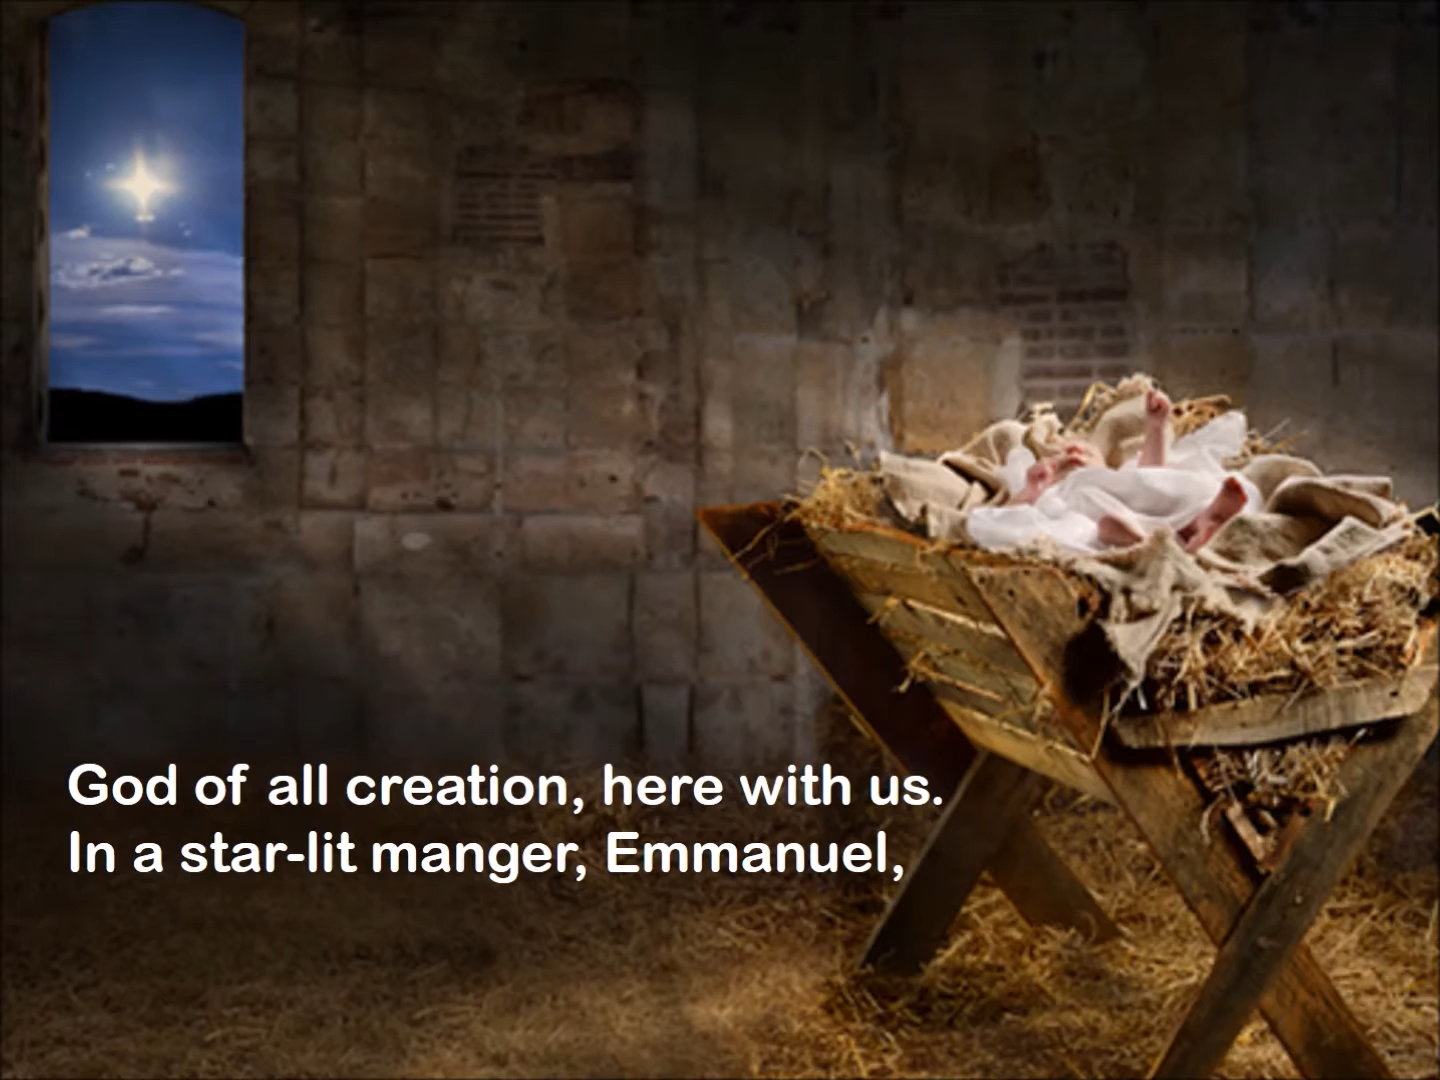 God of all creation, here with us.
In a star-lit manger, Emmanuel,